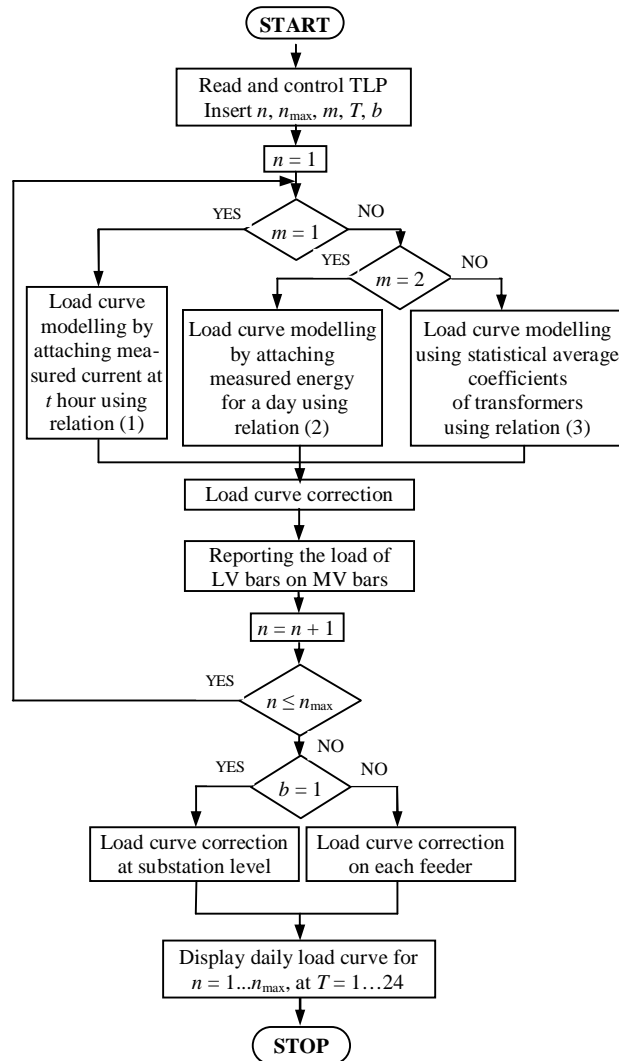 START
Read and control TLP
Insert n, nmax, m, T, b
n = 1
YES
NO
m = 1
YES
NO
m = 2
Load curve
modelling by
attaching mea-
sured current at
t hour using
relation (1)
Load curve modelling
by attaching
measured energy
for a day using
relation (2)
Load curve modelling
using statistical average
coefficients
of transformers
using relation (3)
Load curve correction
Reporting the load of
LV bars on MV bars
n = n + 1
YES
n ≤ nmax
NO
YES
NO
b = 1
Load curve correction
at substation level
Load curve correction
on each feeder
Display daily load curve for
n = 1...nmax, at T = 1…24
STOP